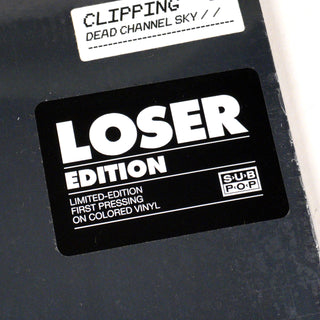 CLIPPING
DEAD CHANNEL SKY //
LOSER
EDITION
LIMITED-EDITION
FIRST PRESSING
ON COLORED VINYL
SUB
POP